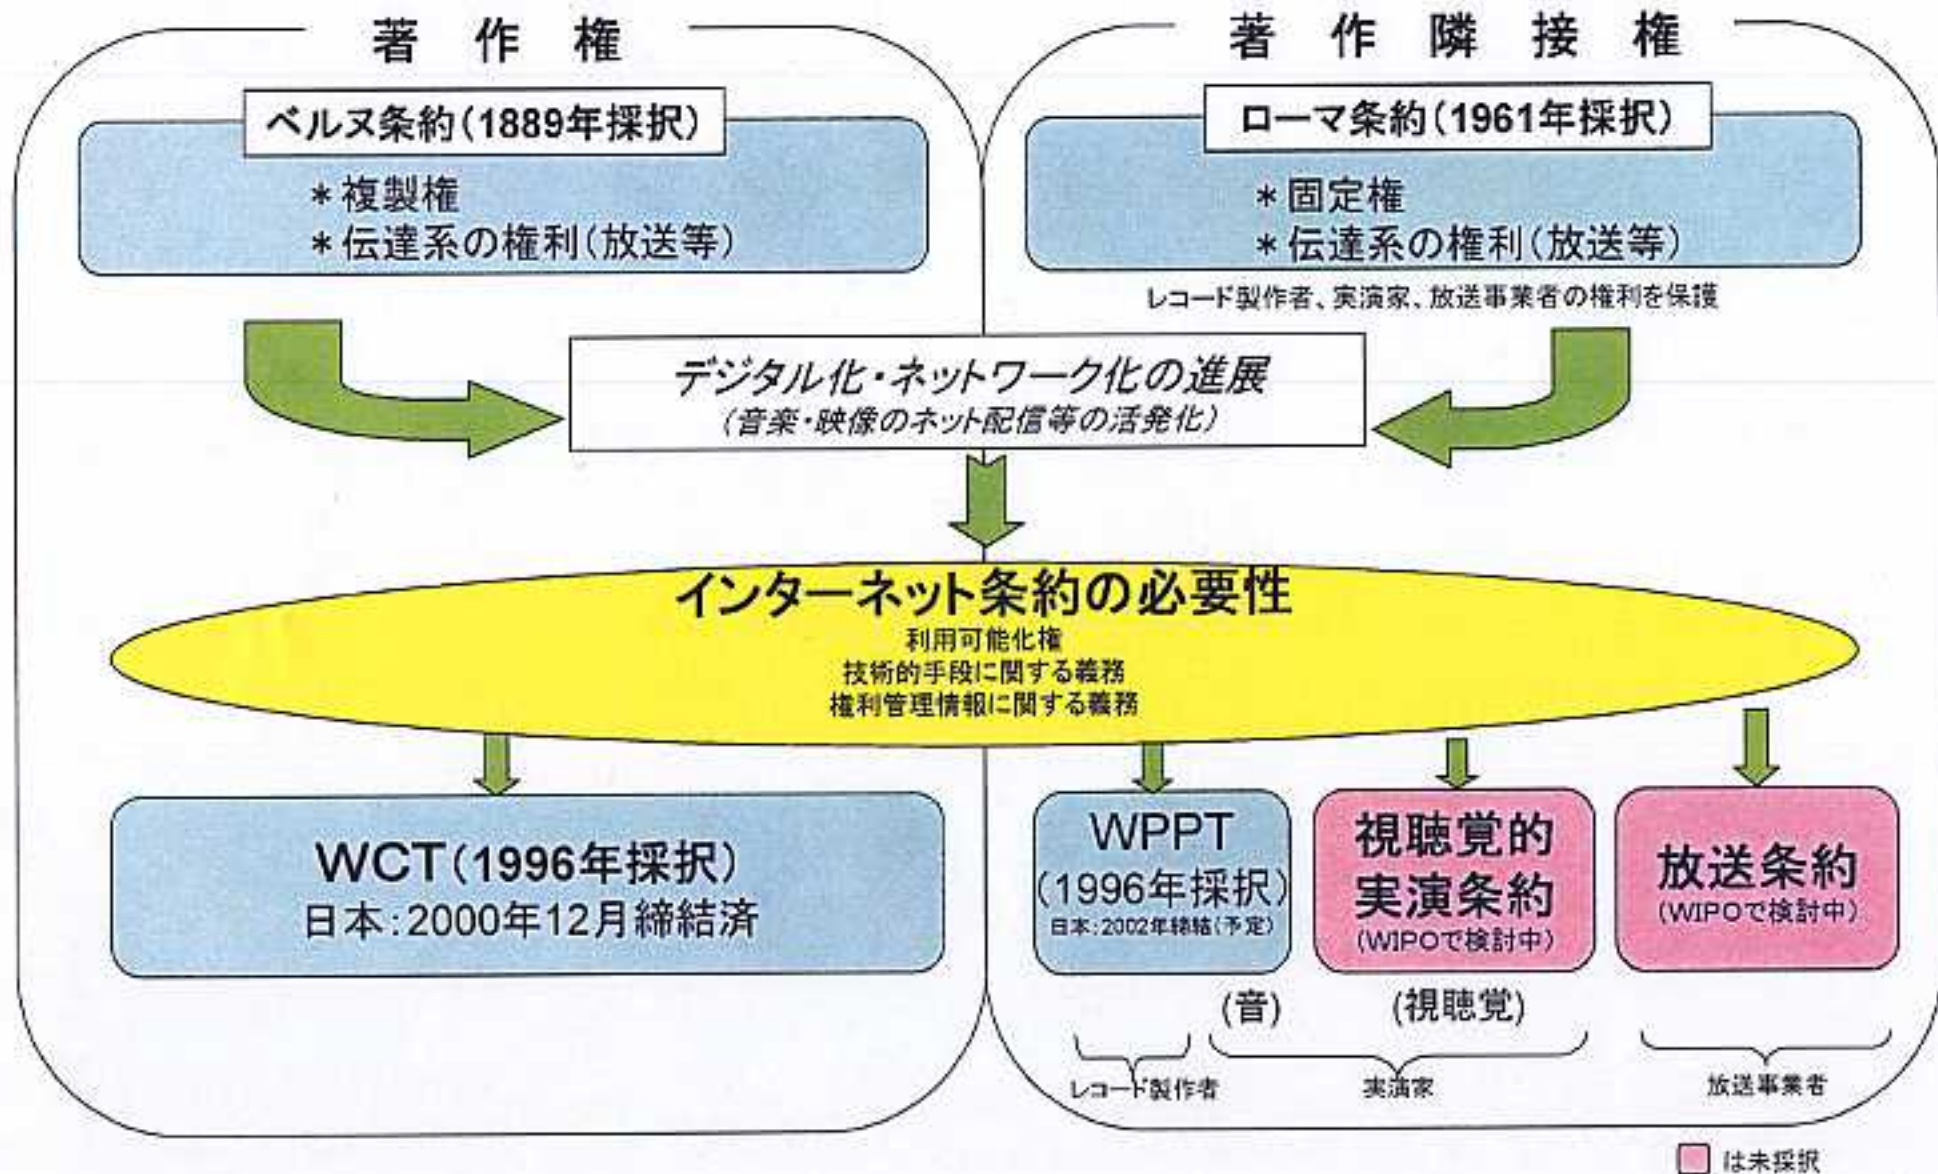 著 作 権
ベルヌ条約(1889年採択)
＊複製権
＊伝達系の権利(放送等)
著 作 隣 接 権
ローマ条約(1961年採択)
＊固定権
＊伝達系の権利(放送等)
レコード製作者、実演家、放送事業者の権利を保護
デジタル化・ネットワーク化の進展
(音楽・映像のネット配信等の活発化)
インターネット条約の必要性
利用可能化権
技術的手段に関する義務
権利管理情報に関する義務
WCT(1996年採択)
日本:2000年12月締結済
WPPT
(1996年採択)
日本:2002年締結(予定)
視聴覚的
実演条約
(WIPOで検討中)
放送条約
(WIPOで検討中)
(音)
(視聴覚)
レコード製作者
実演家
放送事業者
は未採択